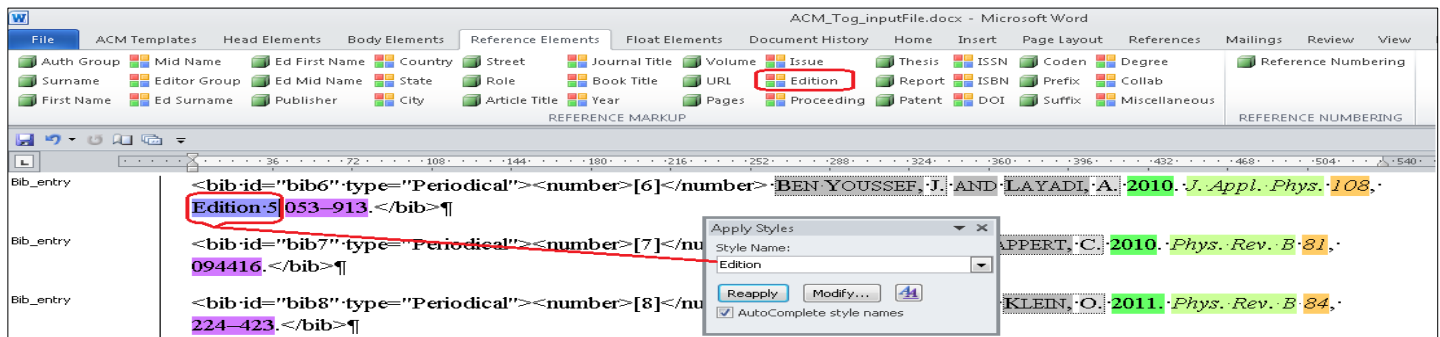 W
ACM_Tog_inputFile.docx - Microsoft Word
File ACM Templates Head Elements Body Elements Reference Elements Float Elements Document History Home Insert Page Layout References Mailings Review View
Auth Group Mid Name Ed First Name Country Street Journal Title Volume Issue Thesis ISSN Coden Degree Reference Numbering
Surname Editor Group Ed Mid Name State Role Book Title URL Edition Report ISBN Prefix Collab
First Name Ed Surname Publisher City Article Title Year Pages Proceeding Patent DOI Suffix Miscellaneous
REFERENCE MARKUP REFERENCE NUMBERING
L
36 72 108 144 180 216 252 288 324 360 396 432 468 504 540
Bib_entry <bib·id="bib6"·type="Periodical"><number>[6]</number>·BEN·YOUSSEF,·J.·AND·LAYADI,·A.·2010.·J.·Appl.·Phys.·108,·
Edition·5 053–913.</bib>¶
Apply Styles
Bib_entry <bib·id="bib7"·type="Periodical"><number>[7]</nu APPERT,·C.·2010.·Phys.·Rev.·B·81,·
Style Name:
094416.</bib>¶
Edition
Reapply Modify...
Bib_entry <bib·id="bib8"·type="Periodical"><number>[8]</nu KLEIN,·O.·2011.·Phys.·Rev.·B·84,·
AutoComplete style names
224–423.</bib>¶